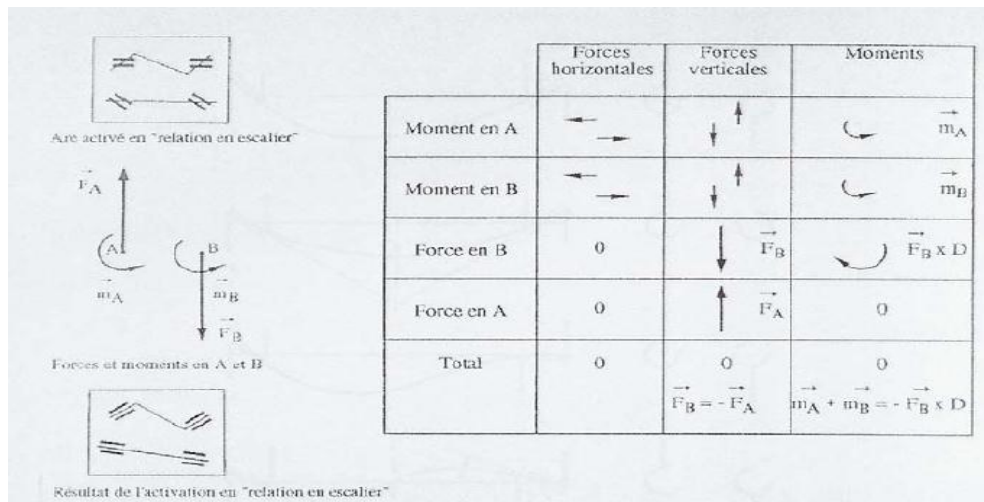 Arc activé en "relation en escalier"
F_A
A B
m_A m_B
F_B
Forces et moments en A et B
Résultat de l'activation en "relation en escalier"
Forces horizontales Forces verticales Moments
Moment en A m_A
Moment en B m_B
Force en B 0 F_B F_B x D
Force en A 0 F_A 0
Total 0 0 0
F_B = - F_A m_A + m_B = - F_B x D